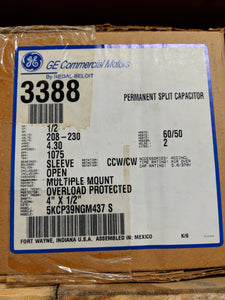 GE Commercial Motors
By REGAL-BELOIT
3388
PERMANENT SPLIT CAPACITOR
1/2
208-230
4.30
1075
60/50
2
SLEEVE
CCW/CW
OPEN
MULTIPLE MOUNT
OVERLOAD PROTECTED
4" X 1/2"
5KCP39NGM437 S
FORT WAYNE, INDIANA U.S.A. ASSEMBLED IN: MEXICO